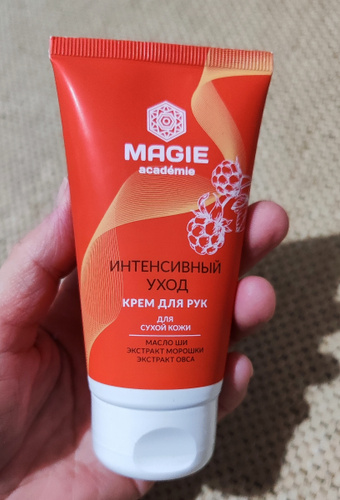 MAGIE
académie
ИНТЕНСИВНЫЙ
УХОД
КРЕМ ДЛЯ РУК
ДЛЯ
СУХОЙ КОЖИ
МАСЛО ШИ
ЭКСТРАКТ МОРОШКИ
ЭКСТРАКТ ОВСА